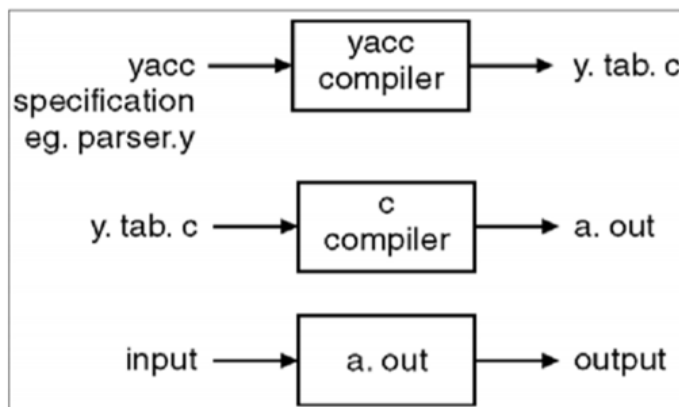 yacc
specification
eg. parser.y
yacc
compiler
y. tab. c
y. tab. c
c
compiler
a. out
input
a. out
output